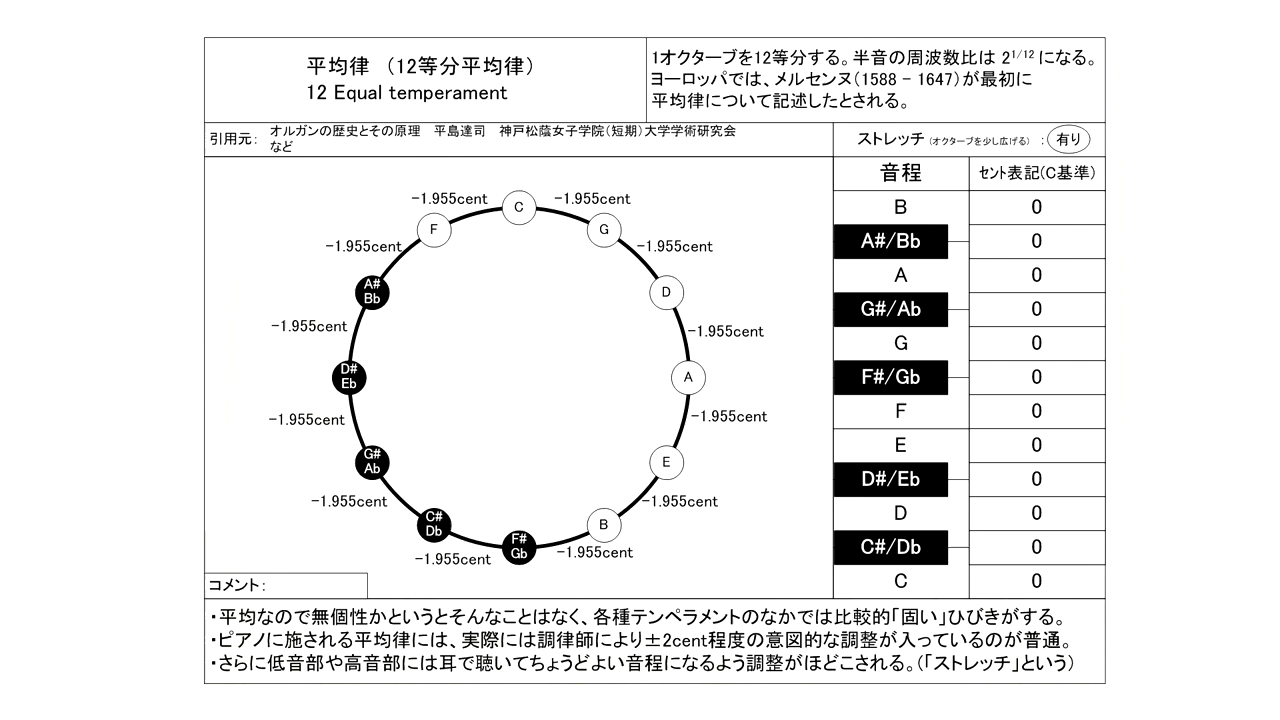 平均律 （12等分平均律）
12 Equal temperament
1オクターブを12等分する。半音の周波数比は 2^1/12 になる。
ヨーロッパでは、メルセンヌ（1588 - 1647）が最初に
平均律について記述したとされる。
引用元:
オルガンの歴史とその原理　平島達司　神戸松蔭女子学院（短期）大学学術研究会
など
ストレッチ （オクターブを少し広げる） : 有り
-1.955cent
-1.955cent
C
F
G
-1.955cent
-1.955cent
A#
Bb
D
-1.955cent
-1.955cent
D#
Eb
A
-1.955cent
-1.955cent
G#
Ab
E
-1.955cent
-1.955cent
C#
Db
B
F#
Gb
-1.955cent
-1.955cent
音程 セント表記(C基準)
B 0
A#/Bb 0
A 0
G#/Ab 0
G 0
F#/Gb 0
F 0
E 0
D#/Eb 0
D 0
C#/Db 0
C 0
コメント:
・平均なので無個性かというとそんなことはなく、各種テンペラメントのなかでは比較的「固い」ひびきがする。
・ピアノに施される平均律には、実際には調律師により±2cent程度の意図的な調整が入っているのが普通。
・さらに低音部や高音部には耳で聴いてちょうどよい音程になるよう調整がほどこされる。（「ストレッチ」という）